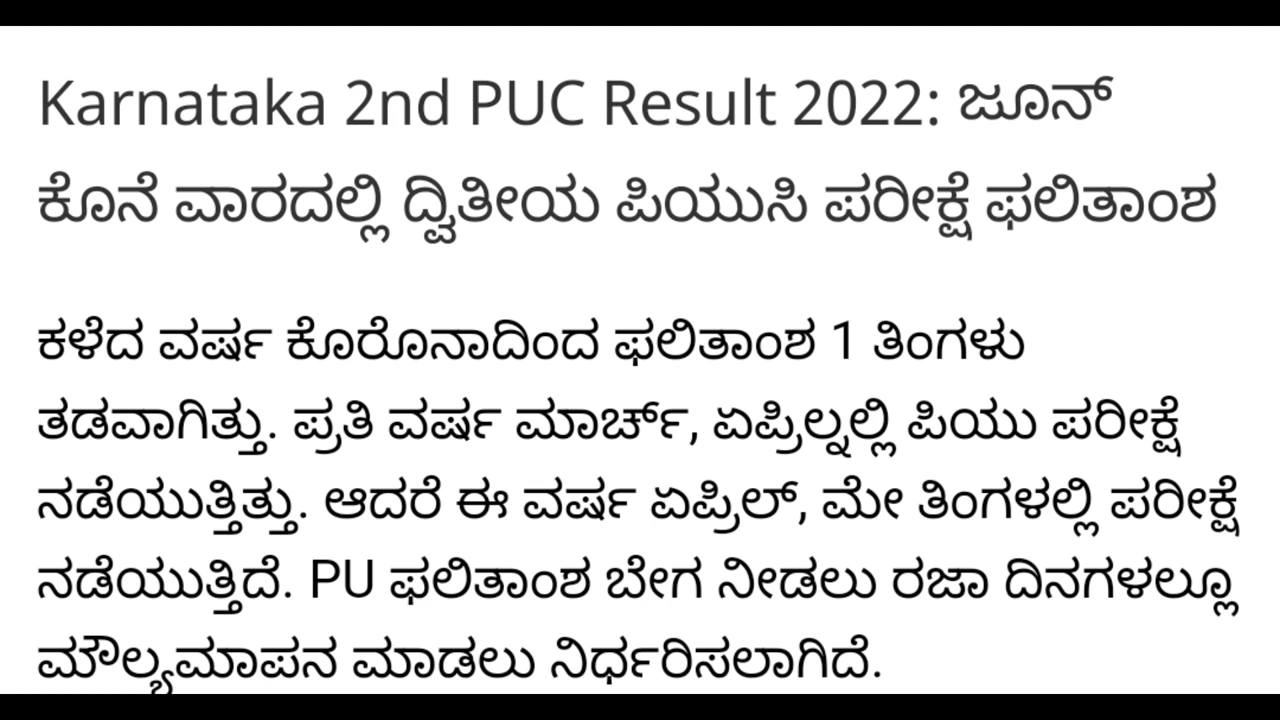 Karnataka 2nd PUC Result 2022: ಜೂನ್
ಕೊನೆ ವಾರದಲ್ಲಿ ದ್ವಿತೀಯ ಪಿಯುಸಿ ಪರೀಕ್ಷೆ ಫಲಿತಾಂಶ
ಕಳೆದ ವರ್ಷ ಕೊರೊನಾದಿಂದ ಫಲಿತಾಂಶ 1 ತಿಂಗಳು
ತಡವಾಗಿತ್ತು. ಪ್ರತಿ ವರ್ಷ ಮಾರ್ಚ್, ಏಪ್ರಿಲ್ನಲ್ಲಿ ಪಿಯು ಪರೀಕ್ಷೆ
ನಡೆಯುತ್ತಿತ್ತು. ಆದರೆ ಈ ವರ್ಷ ಏಪ್ರಿಲ್, ಮೇ ತಿಂಗಳಲ್ಲಿ ಪರೀಕ್ಷೆ
ನಡೆಯುತ್ತಿದೆ. PU ಫಲಿತಾಂಶ ಬೇಗ ನೀಡಲು ರಜಾ ದಿನಗಳಲ್ಲೂ
ಮೌಲ್ಯಮಾಪನ ಮಾಡಲು ನಿರ್ಧರಿಸಲಾಗಿದೆ.